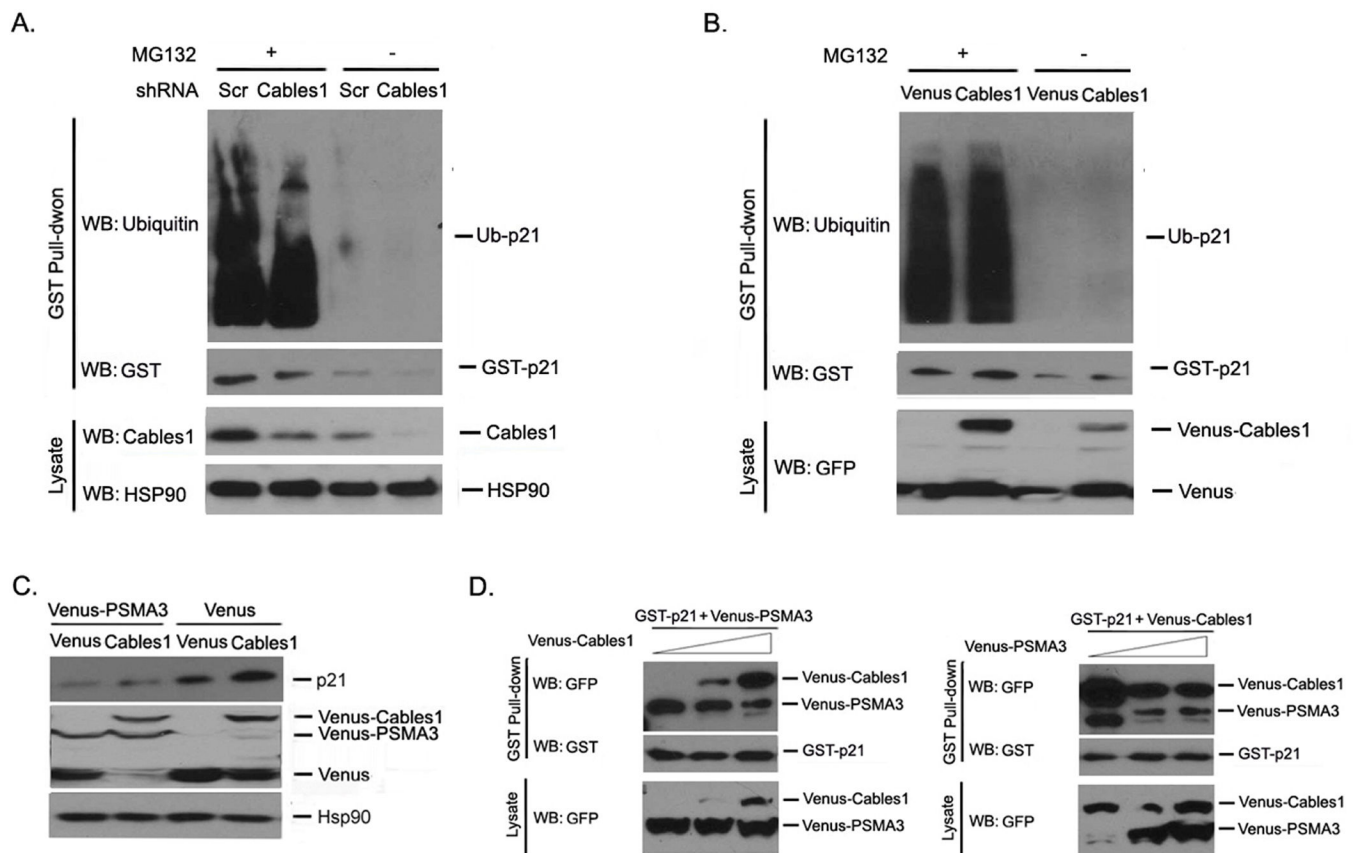 A.
MG132 + -
shRNA Scr Cables1 Scr Cables1
GST Pull-dwon
WB: Ubiquitin
Ub-p21
WB: GST
GST-p21
Lysate
WB: Cables1
Cables1
WB: HSP90
HSP90
B.
MG132 + -
Venus Cables1 Venus Cables1
GST Pull-dwon
WB: Ubiquitin
Ub-p21
WB: GST
GST-p21
Lysate
WB: GFP
Venus-Cables1
Venus
C.
Venus-PSMA3 Venus
Venus Cables1 Venus Cables1
p21
Venus-Cables1
Venus-PSMA3
Venus
Hsp90
D.
GST-p21 + Venus-PSMA3
Venus-Cables1
GST Pull-down
WB: GFP
Venus-Cables1
Venus-PSMA3
WB: GST
GST-p21
Lysate
WB: GFP
Venus-Cables1
Venus-PSMA3
GST-p21 + Venus-Cables1
Venus-PSMA3
GST Pull-down
WB: GFP
Venus-Cables1
Venus-PSMA3
WB: GST
GST-p21
Lysate
WB: GFP
Venus-Cables1
Venus-PSMA3